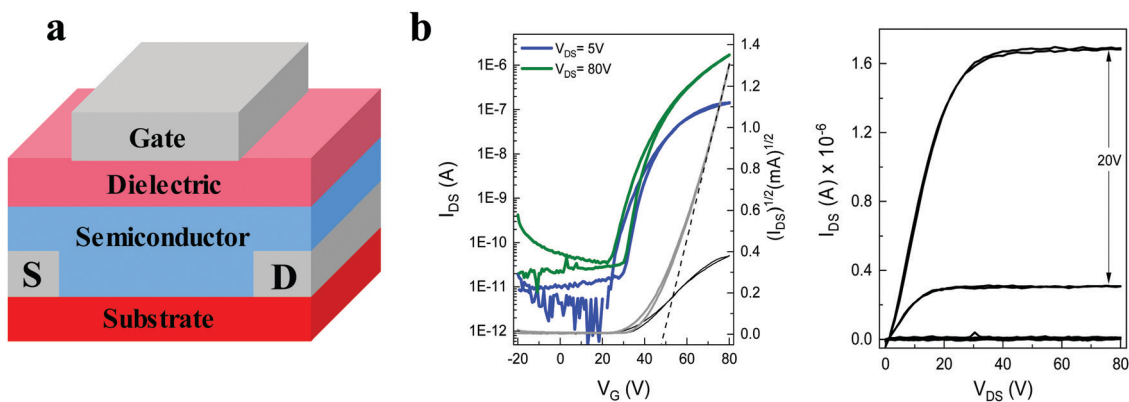 a
Gate
Dielectric
Semiconductor
S
D
Substrate
b
V_DS= 5V
V_DS= 80V
1E-6
1E-7
1E-8
1E-9
1E-10
1E-11
1E-12
I_DS (A)
-20 0 20 40 60 80
V_G (V)
1.4
1.2
1.0
0.8
0.6
0.4
0.2
0.0
(I_DS)^1/2 (mA)^1/2
1.6
1.2
0.8
0.4
0.0
I_DS (A) x 10^-6
20V
0 20 40 60 80
V_DS (V)